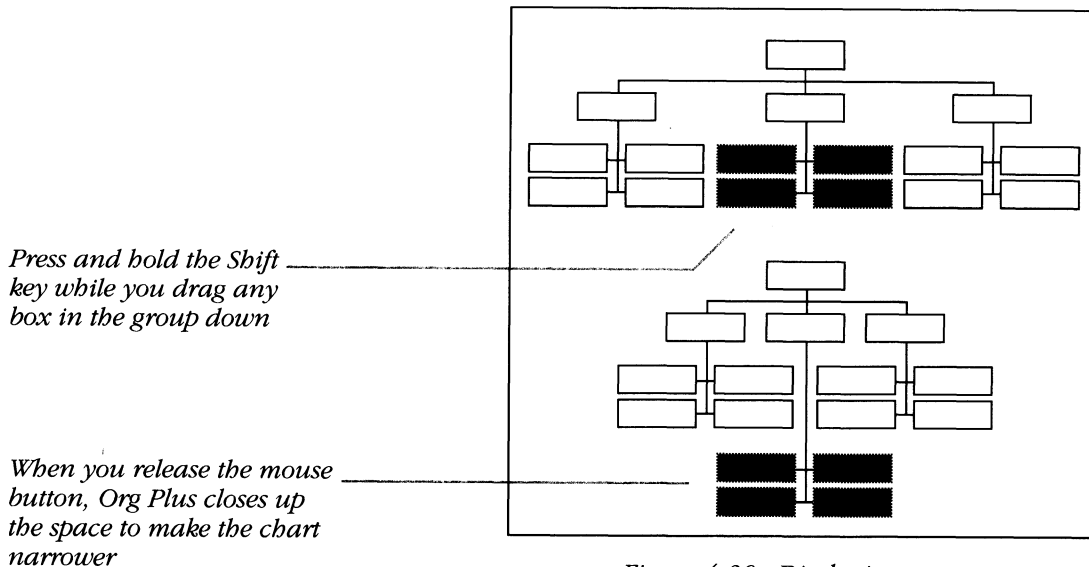 Press and hold the Shift
key while you drag any
box in the group down
When you release the mouse
button, Org Plus closes up
the space to make the chart
narrower